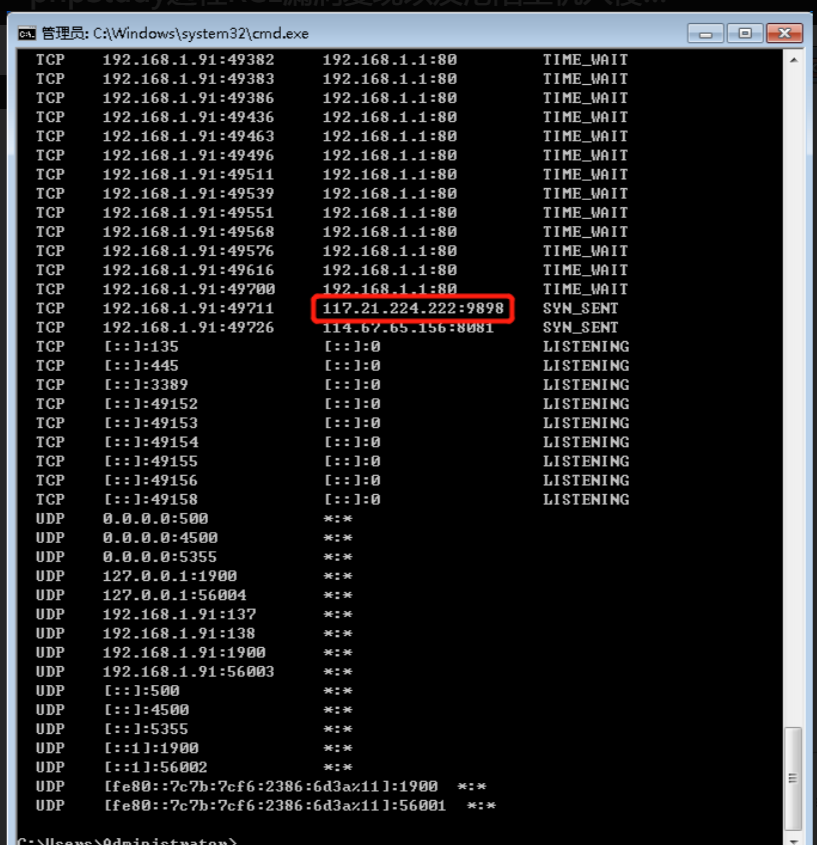 管理员: C:\Windows\system32\cmd.exe
TCP 192.168.1.91:49382 192.168.1.1:80 TIME_WAIT
TCP 192.168.1.91:49383 192.168.1.1:80 TIME_WAIT
TCP 192.168.1.91:49386 192.168.1.1:80 TIME_WAIT
TCP 192.168.1.91:49436 192.168.1.1:80 TIME_WAIT
TCP 192.168.1.91:49463 192.168.1.1:80 TIME_WAIT
TCP 192.168.1.91:49496 192.168.1.1:80 TIME_WAIT
TCP 192.168.1.91:49511 192.168.1.1:80 TIME_WAIT
TCP 192.168.1.91:49539 192.168.1.1:80 TIME_WAIT
TCP 192.168.1.91:49551 192.168.1.1:80 TIME_WAIT
TCP 192.168.1.91:49568 192.168.1.1:80 TIME_WAIT
TCP 192.168.1.91:49576 192.168.1.1:80 TIME_WAIT
TCP 192.168.1.91:49616 192.168.1.1:80 TIME_WAIT
TCP 192.168.1.91:49700 192.168.1.1:80 TIME_WAIT
TCP 192.168.1.91:49711 117.21.224.222:9898 SYN_SENT
TCP 192.168.1.91:49726 114.67.65.156:8081 SYN_SENT
TCP [::]:135 [::]:0 LISTENING
TCP [::]:445 [::]:0 LISTENING
TCP [::]:3389 [::]:0 LISTENING
TCP [::]:49152 [::]:0 LISTENING
TCP [::]:49153 [::]:0 LISTENING
TCP [::]:49154 [::]:0 LISTENING
TCP [::]:49155 [::]:0 LISTENING
TCP [::]:49156 [::]:0 LISTENING
TCP [::]:49158 [::]:0 LISTENING
UDP 0.0.0.0:500 *:*
UDP 0.0.0.0:4500 *:*
UDP 0.0.0.0:5355 *:*
UDP 127.0.0.1:1900 *:*
UDP 127.0.0.1:56004 *:*
UDP 192.168.1.91:137 *:*
UDP 192.168.1.91:138 *:*
UDP 192.168.1.91:1900 *:*
UDP 192.168.1.91:56003 *:*
UDP [::]:500 *:*
UDP [::]:4500 *:*
UDP [::]:5355 *:*
UDP [::1]:1900 *:*
UDP [::1]:56002 *:*
UDP [fe80::7c7b:7cf6:2386:6d3a%11]:1900 *:*
UDP [fe80::7c7b:7cf6:2386:6d3a%11]:56001 *:*
C:\Users\Administrator>